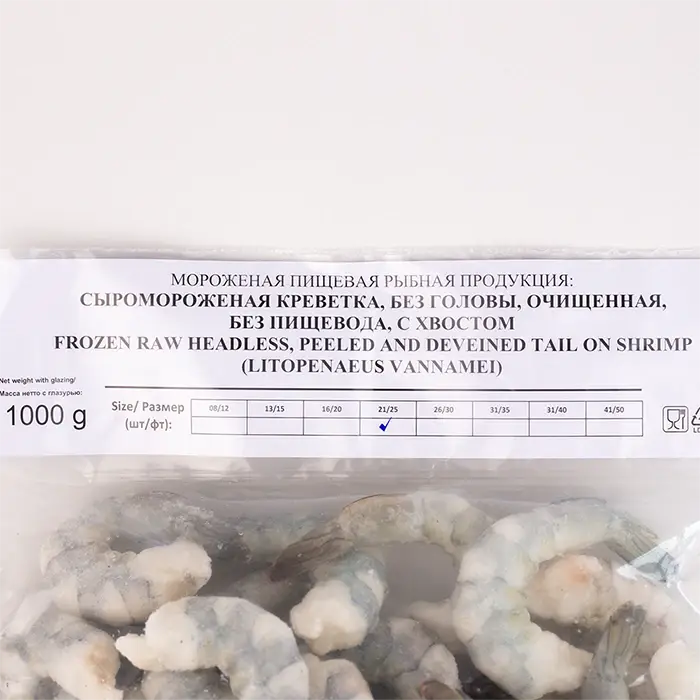 МОРОЖЕНАЯ ПИЩЕВАЯ РЫБНАЯ ПРОДУКЦИЯ:
СЫРОМОРОЖЕНАЯ КРЕВЕТКА, БЕЗ ГОЛОВЫ, ОЧИЩЕННАЯ,
БЕЗ ПИЩЕВОДА, С ХВОСТОМ
FROZEN RAW HEADLESS, PEELED AND DEVEINED TAIL ON SHRIMP
(LITOPENAEUS VANNAMEI)
Net weight with glazing/
Масса нетто с глазурью:
1000 g
Size/ Размер
(шт/фт):
08/12 13/15 16/20 21/25 26/30 31/35 31/40 41/50
✓